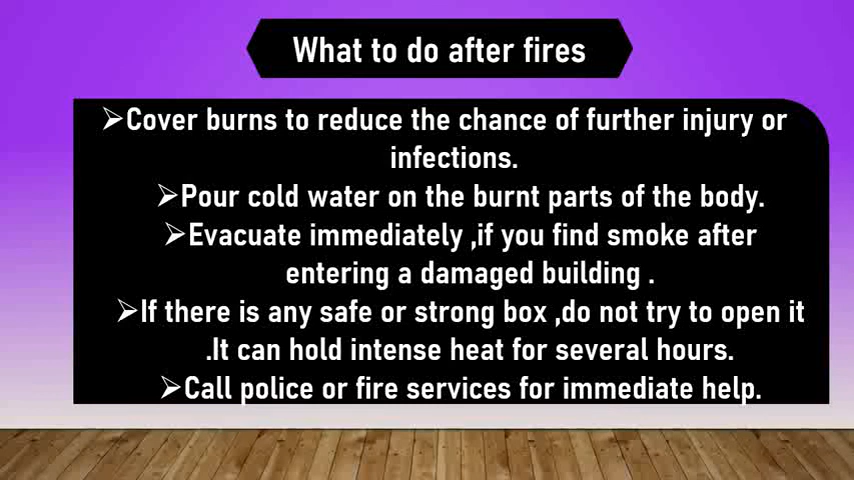 What to do after fires
➢Cover burns to reduce the chance of further injury or
infections.
➢Pour cold water on the burnt parts of the body.
➢Evacuate immediately ,if you find smoke after
entering a damaged building .
➢If there is any safe or strong box ,do not try to open it
.It can hold intense heat for several hours.
➢Call police or fire services for immediate help.